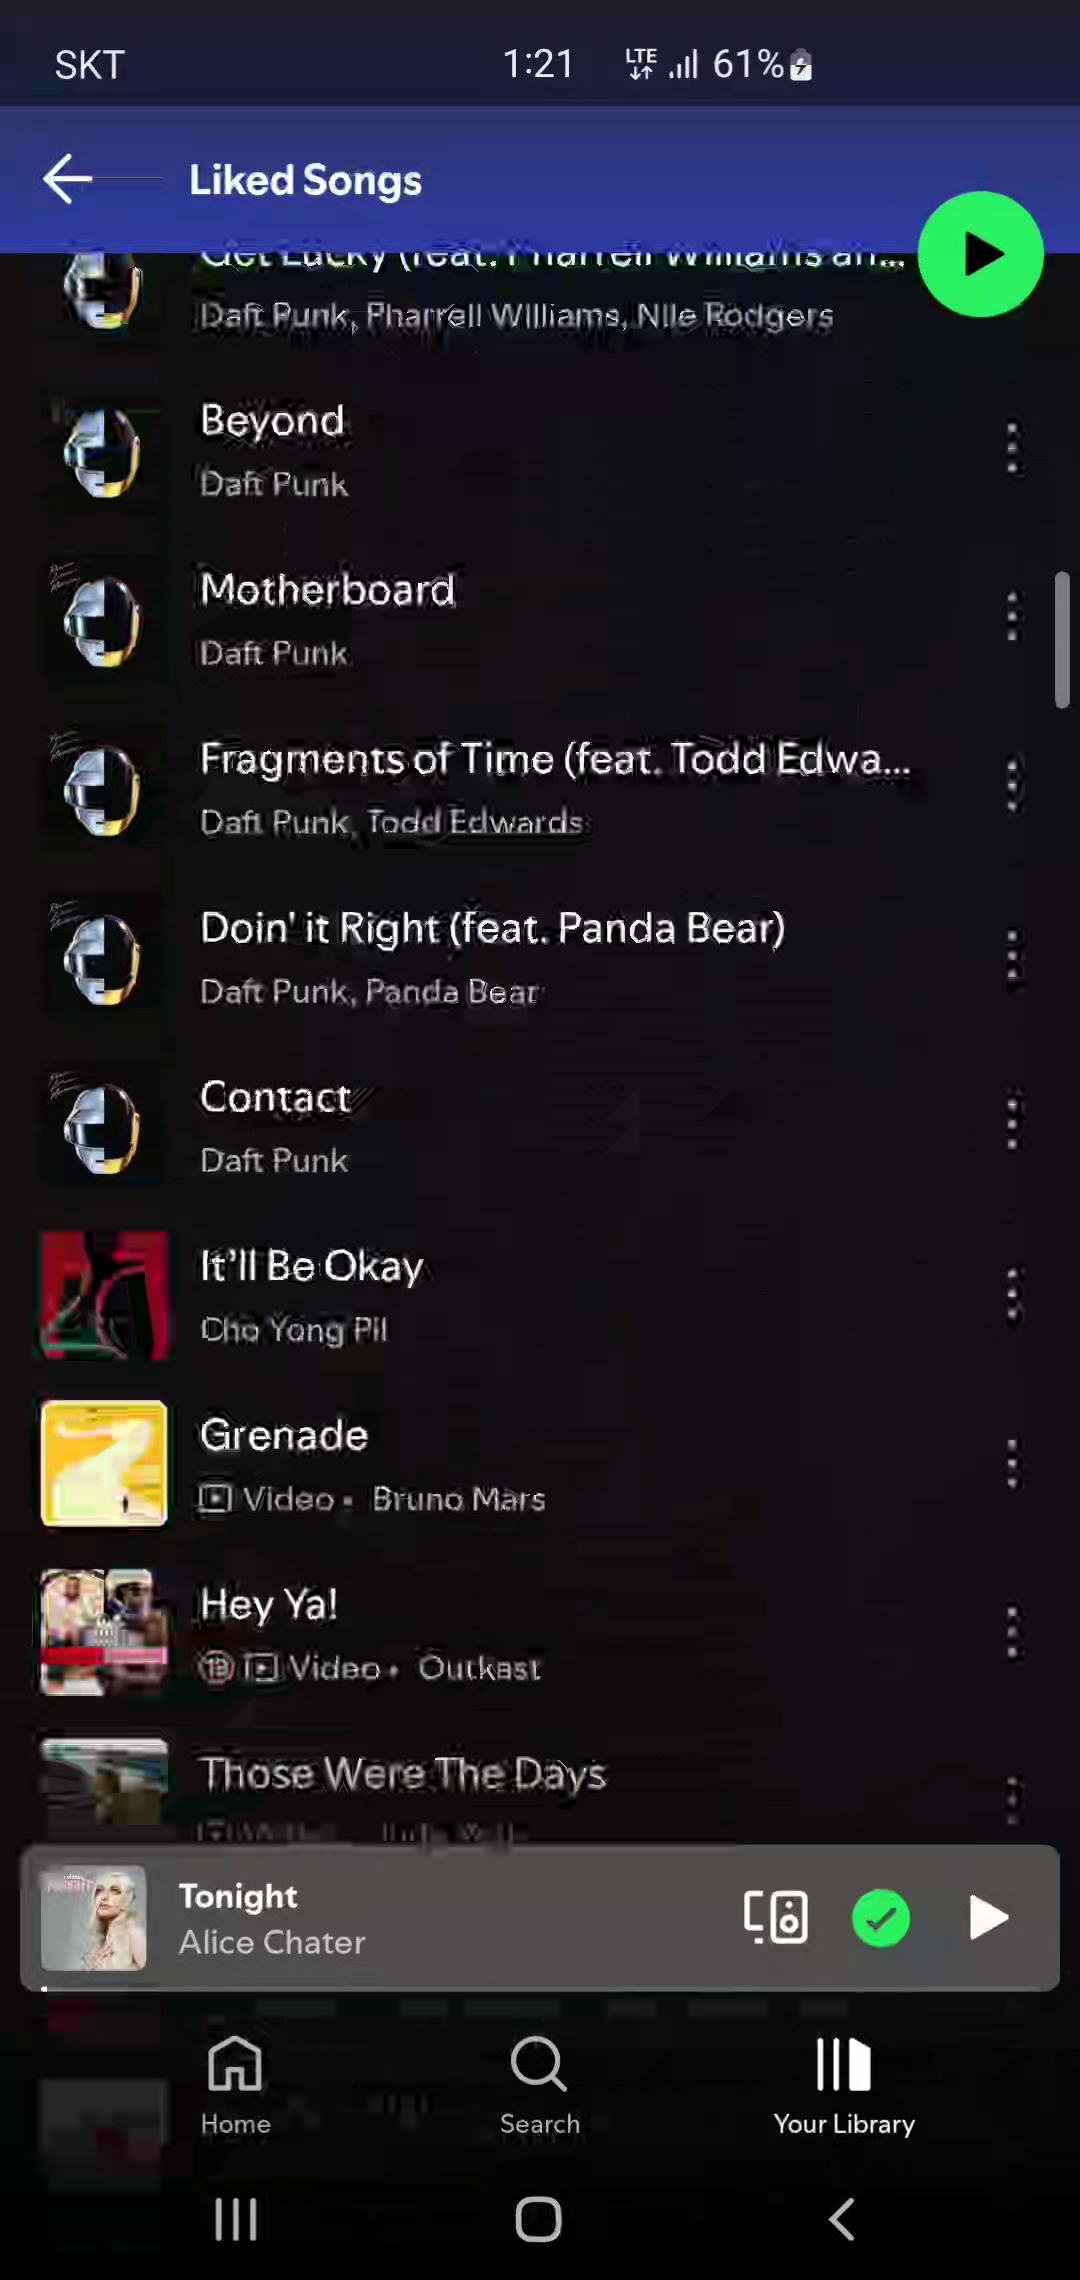 SKT 1:21 LTE 61%
Liked Songs
Get Lucky (feat. Pharrell Williams an...
Daft Punk, Pharrell Williams, Nile Rodgers
Beyond
Daft Punk
Motherboard
Daft Punk
Fragments of Time (feat. Todd Edwa...
Daft Punk, Todd Edwards
Doin' it Right (feat. Panda Bear)
Daft Punk, Panda Bear
Contact
Daft Punk
It'll Be Okay
Cho Yong Pil
Grenade
Video • Bruno Mars
Hey Ya!
19 Video • Outkast
Those Were The Days
Tonight
Alice Chater
Home Search Your Library